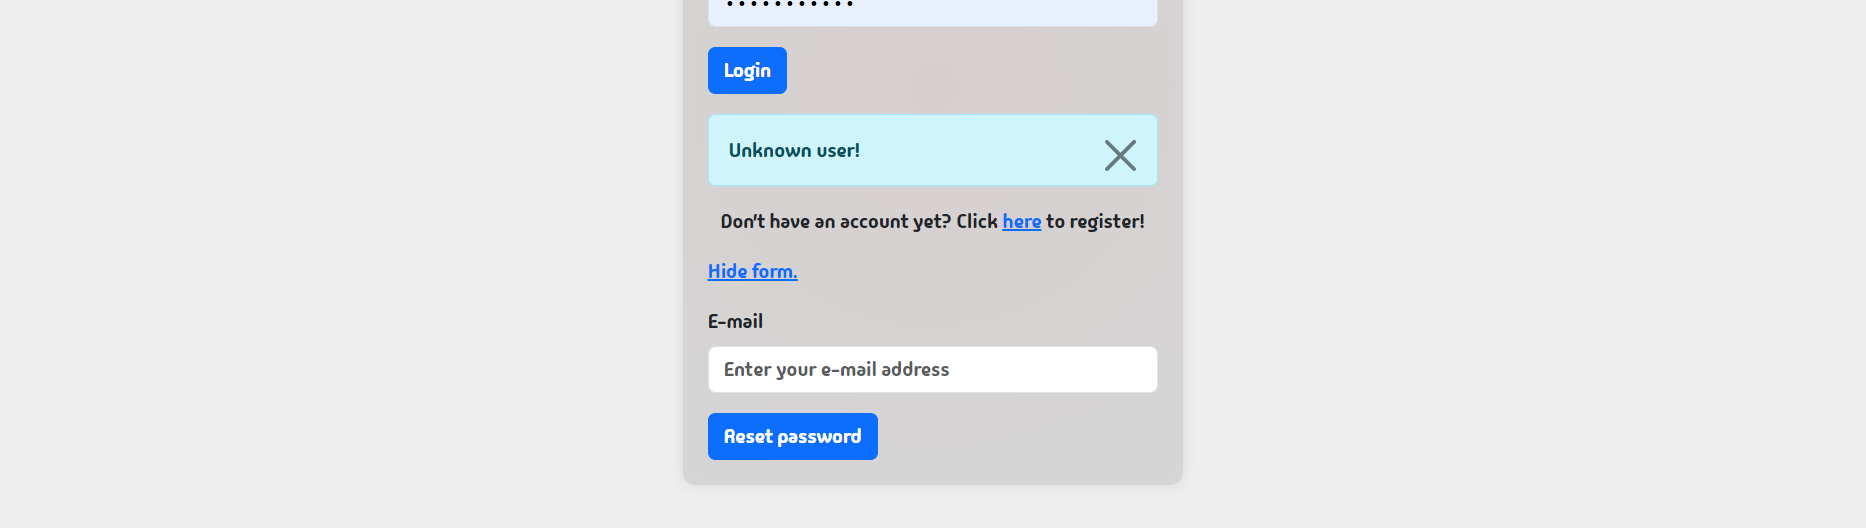 Login
Unknown user!
Don't have an account yet? Click here to register!
Hide form.
E-mail
Enter your e-mail address
Reset password